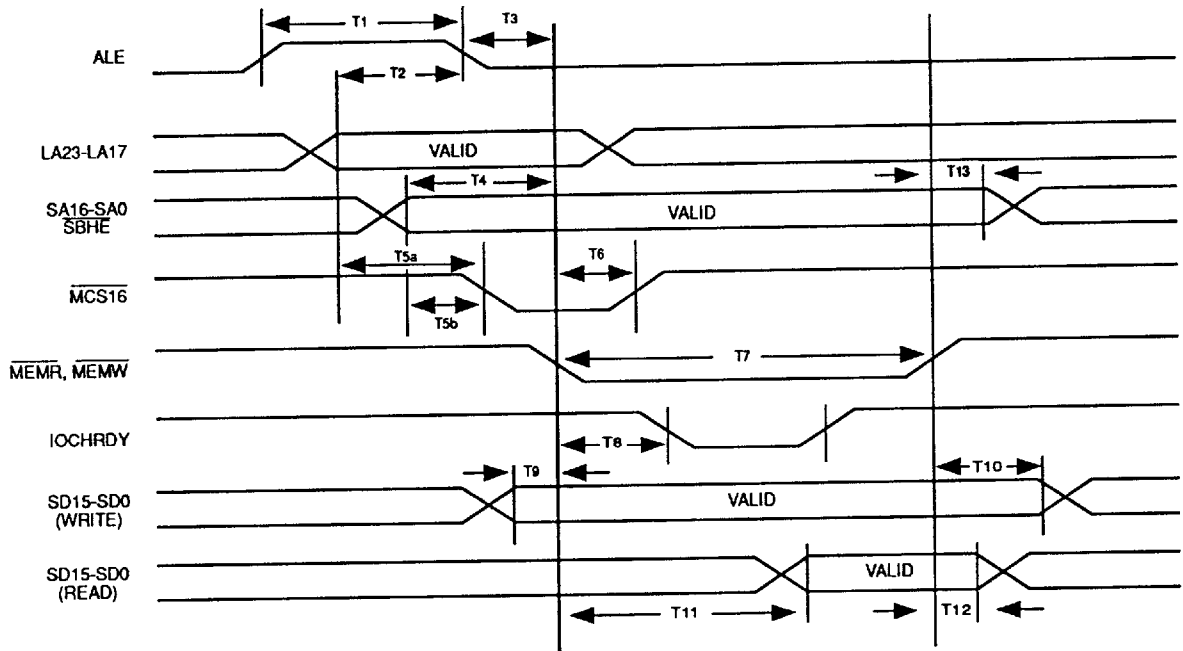 T1
T3
ALE
T2
LA23-LA17
VALID
T4
T13
SA16-SA0
SBHE
VALID
T5a
T6
MCS16
T5b
MEMR, MEMW
T7
IOCHRDY
T8
T9
T10
SD15-SD0
(WRITE)
VALID
SD15-SD0
(READ)
VALID
T11
T12